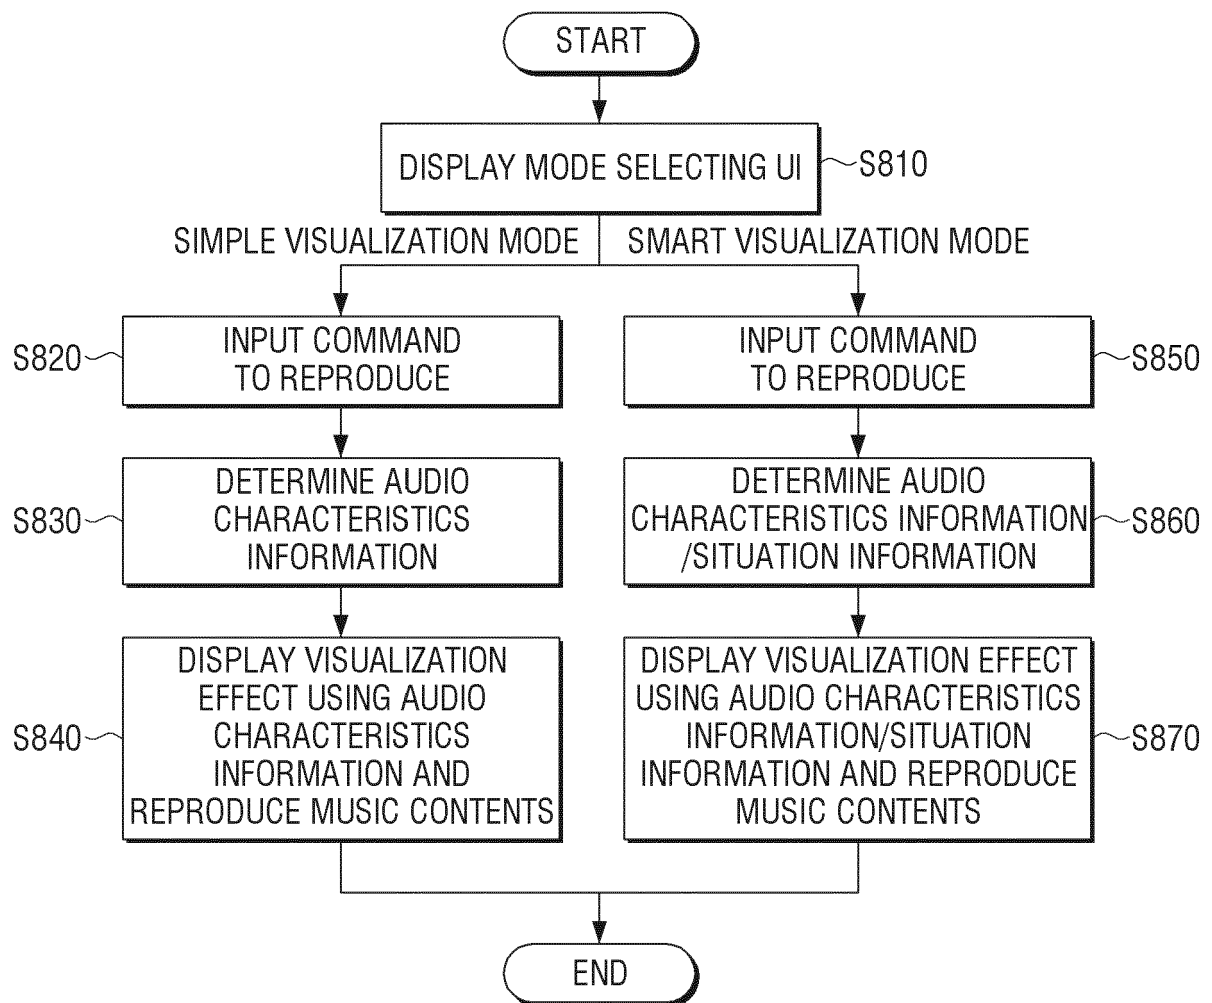 START
DISPLAY MODE SELECTING UI
S810
SIMPLE VISUALIZATION MODE
SMART VISUALIZATION MODE
S820
INPUT COMMAND
TO REPRODUCE
S830
DETERMINE AUDIO
CHARACTERISTICS
INFORMATION
S840
DISPLAY VISUALIZATION
EFFECT USING AUDIO
CHARACTERISTICS
INFORMATION AND
REPRODUCE MUSIC CONTENTS
INPUT COMMAND
TO REPRODUCE
S850
DETERMINE AUDIO
CHARACTERISTICS INFORMATION
/SITUATION INFORMATION
S860
DISPLAY VISUALIZATION EFFECT
USING AUDIO CHARACTERISTICS
INFORMATION/SITUATION
INFORMATION AND REPRODUCE
MUSIC CONTENTS
S870
END